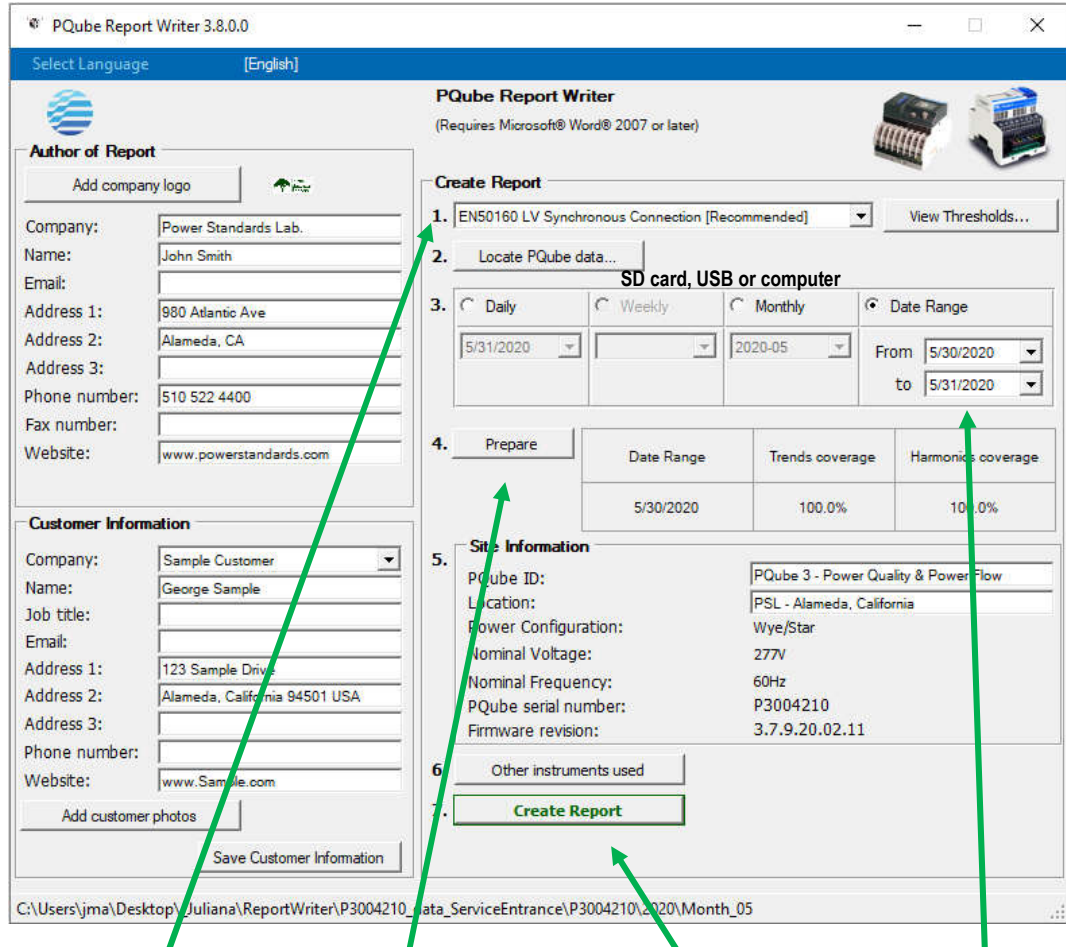 PQube Report Writer 3.8.0.0
Select Language [English]
PQube Report Writer
(Requires Microsoft® Word® 2007 or later)
Author of Report
Add company logo
Company: Power Standards Lab.
Name: John Smith
Email:
Address 1: 980 Atlantic Ave
Address 2: Alameda, CA
Address 3:
Phone number: 510 522 4400
Fax number:
Website: www.powerstandards.com
Customer Information
Company: Sample Customer
Name: George Sample
Job title:
Email:
Address 1: 123 Sample Drive
Address 2: Alameda, California 94501 USA
Address 3:
Phone number:
Website: www.Sample.com
Add customer photos
Save Customer Information
Create Report
1. EN50160 LV Synchronous Connection [Recommended] View Thresholds...
2. Locate PQube data...
SD card, USB or computer
3. Daily Weekly Monthly Date Range
5/31/2020 2020-05 From 5/30/2020
to 5/31/2020
4. Prepare Date Range Trends coverage Harmonics coverage
5/30/2020 100.0% 100.0%
5. Site Information
PQube ID: PQube 3 - Power Quality & Power Flow
Location: PSL - Alameda, California
Power Configuration: Wye/Star
Nominal Voltage: 277V
Nominal Frequency: 60Hz
PQube serial number: P3004210
Firmware revision: 3.7.9.20.02.11
6. Other instruments used
7. Create Report
C:\Users\jma\Desktop\_Juliana\ReportWriter\P3004210_data_ServiceEntrance\P3004210\2020\Month_05